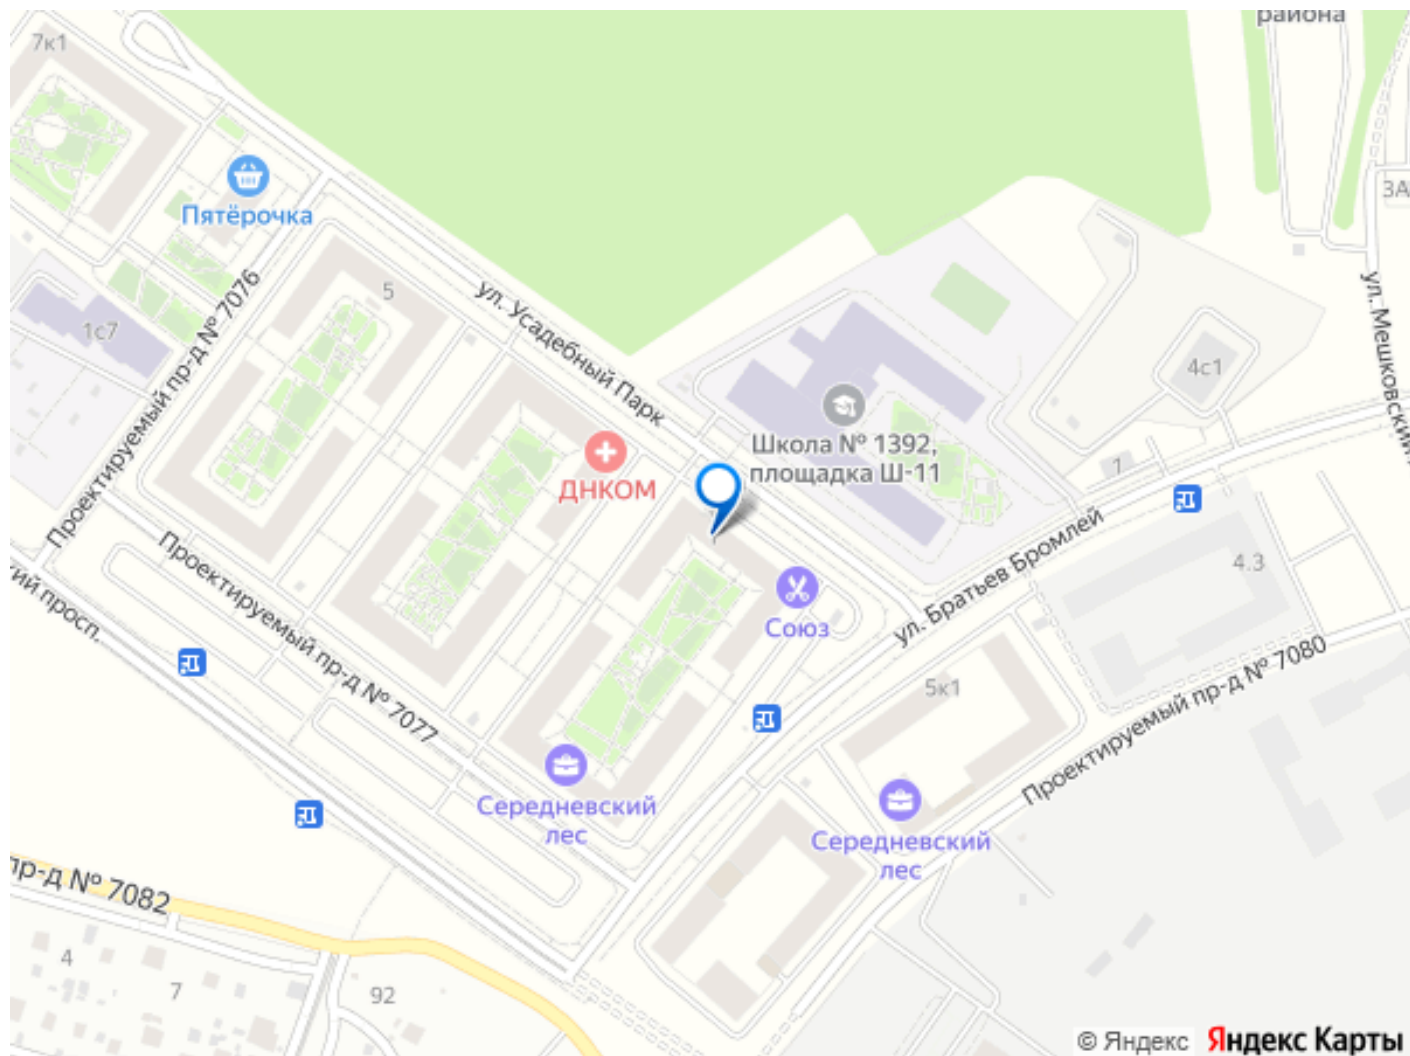 района
7к1
Пятёрочка
ЗА
5
1с7
Проектируемый пр-д № 7076
ул. Усадебный Парк
ул. Мешковский
4с1
Школа № 1392,
площадка Ш-11
1
ДНКОМ
ул. Братьев Бромлей
4.3
Союз
Проектируемый пр-д № 7077
просп.
5к1
Проектируемый пр-д № 7080
Середневский
лес
Середневский
лес
пр-д № 7082
4
7
92
© Яндекс Яндекс Карты